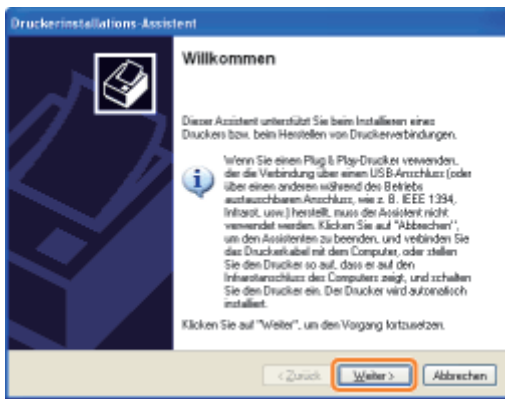 Druckerinstallations-Assistent
Willkommen
Dieser Assistent unterstützt Sie beim Installieren eines
Druckers bzw. beim Herstellen von Druckerverbindungen.
Wenn Sie einen Plug & Play-Drucker verwenden,
der die Verbindung über einen USB-Anschluss (oder
über einen anderen während des Betriebs
austauschbaren Anschluss, wie z. B. IEEE 1394,
Infrarot, usw.) herstellt, muss der Assistent nicht
verwendet werden. Klicken Sie auf "Abbrechen",
um den Assistenten zu beenden, und verbinden Sie
das Druckerkabel mit dem Computer, oder stellen
Sie den Drucker so auf, dass er auf den
Infrarotanschluss des Computers zeigt, und schalten
Sie den Drucker ein. Der Drucker wird automatisch
installiert.
Klicken Sie auf "Weiter", um den Vorgang fortzusetzen.
< Zurück Weiter > Abbrechen